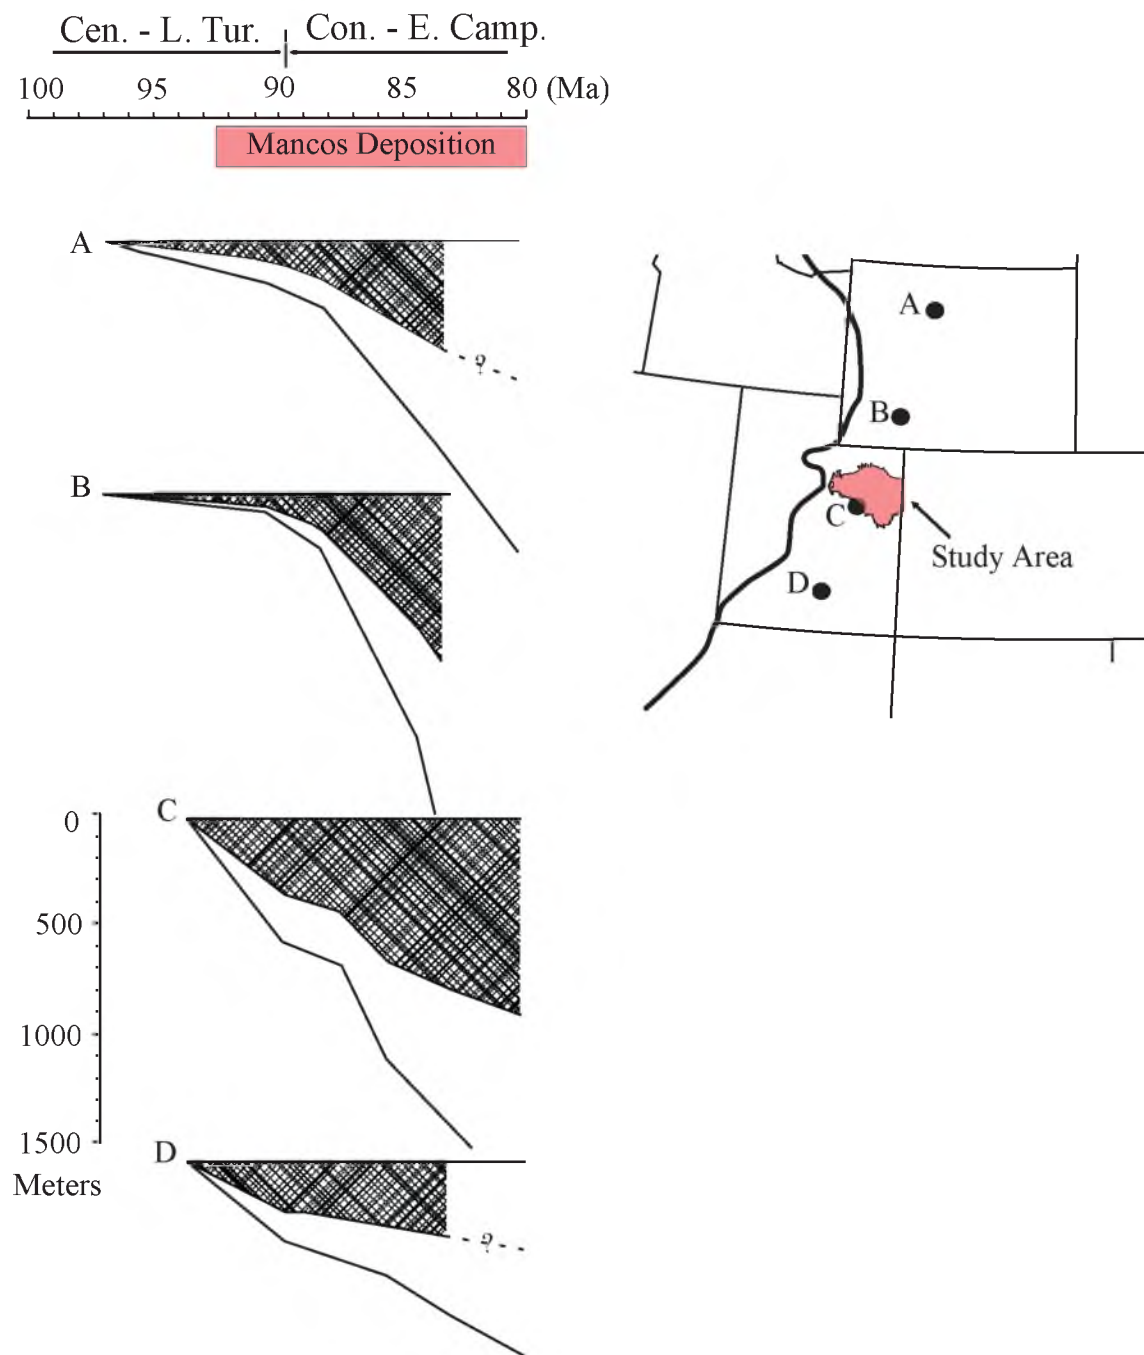 Cen. - L. Tur. Con. - E. Camp.
100 95 90 85 80 (Ma)
Mancos Deposition
A
B
C
0
500
1000
1500
Meters
D
?
?
A
B
C
Study Area
D